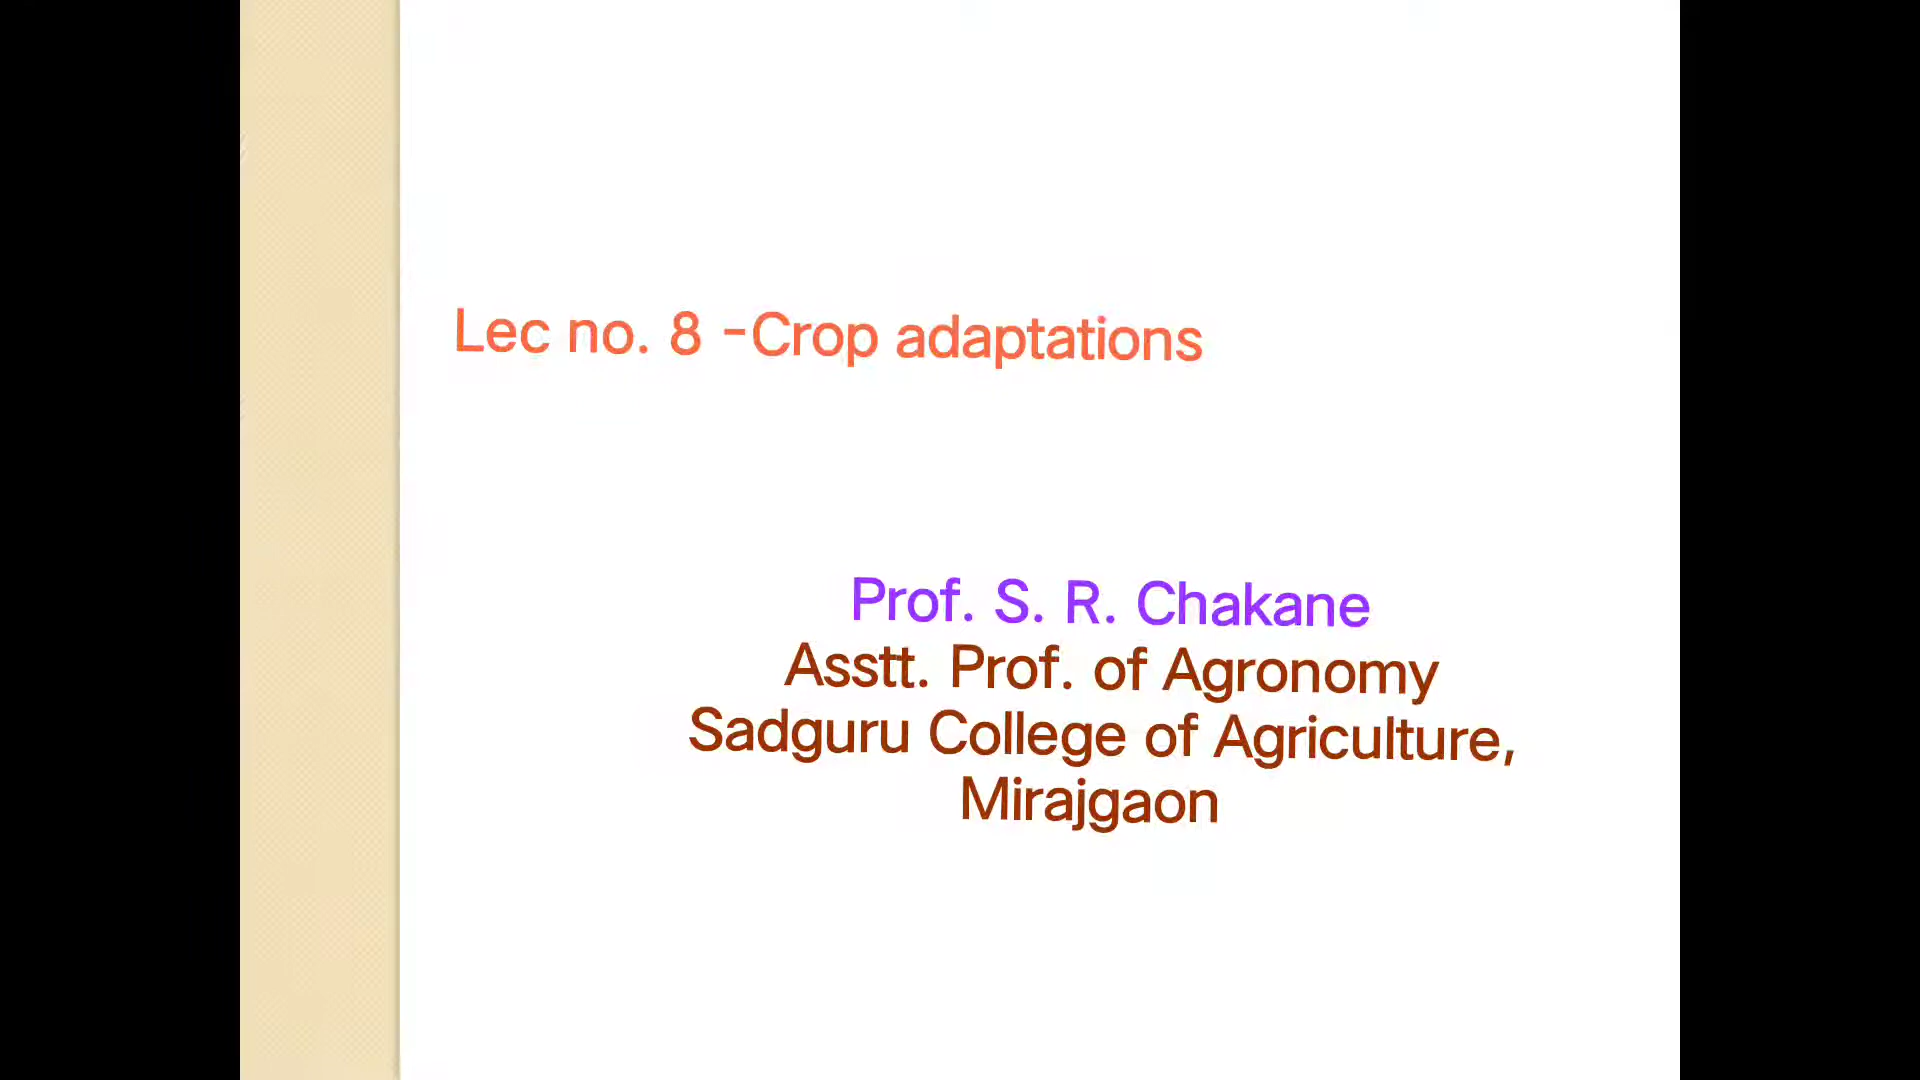 Lec no. 8 -Crop adaptations
Prof. S. R. Chakane
Asstt. Prof. of Agronomy
Sadguru College of Agriculture,
Mirajgaon